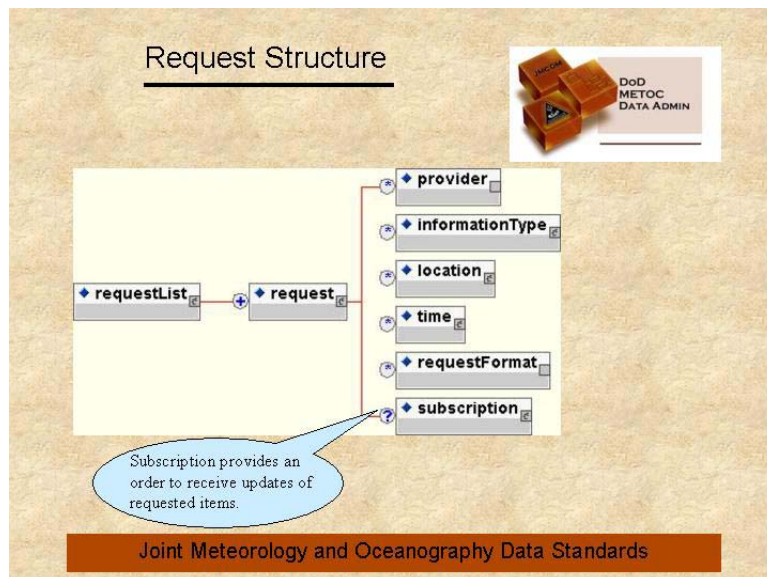 Request Structure
JMCDM
DoD
METOC
DATA ADMIN
provider
informationType
location
requestList
request
time
requestFormat
subscription
Subscription provides an
order to receive updates of
requested items.
Joint Meteorology and Oceanography Data Standards